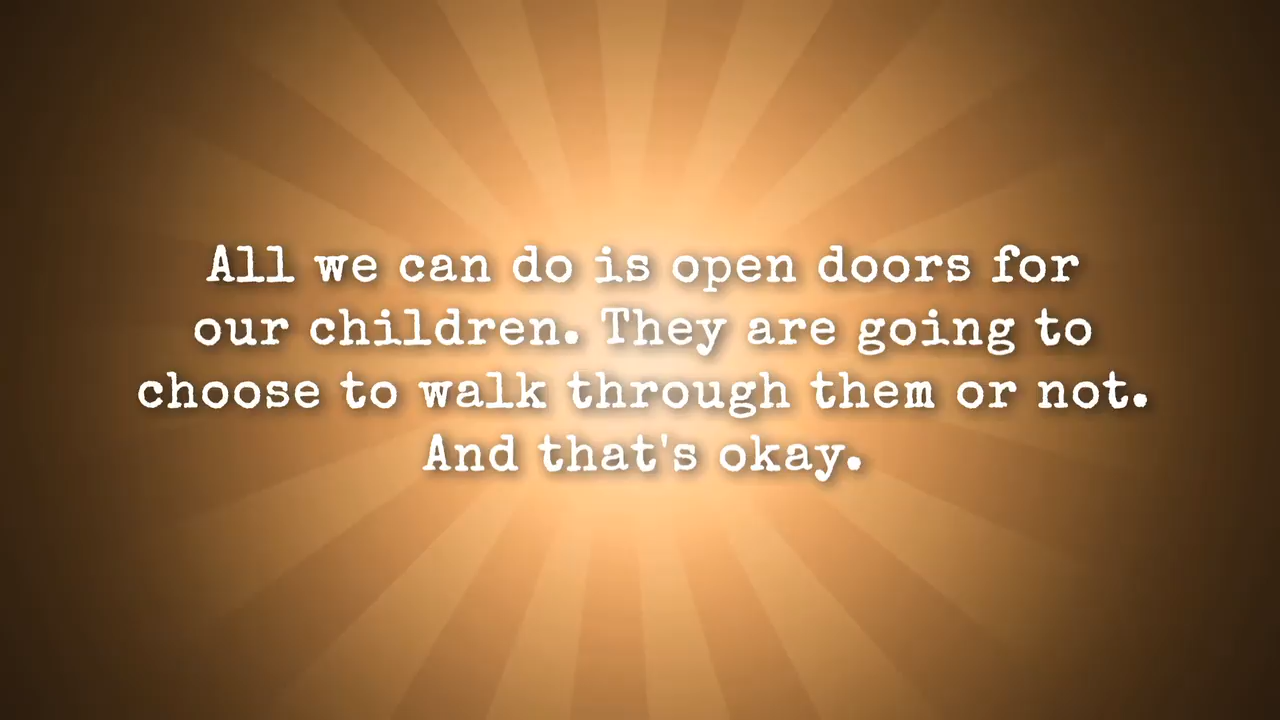 All we can do is open doors for
our children. They are going to
choose to walk through them or not.
And that's okay.